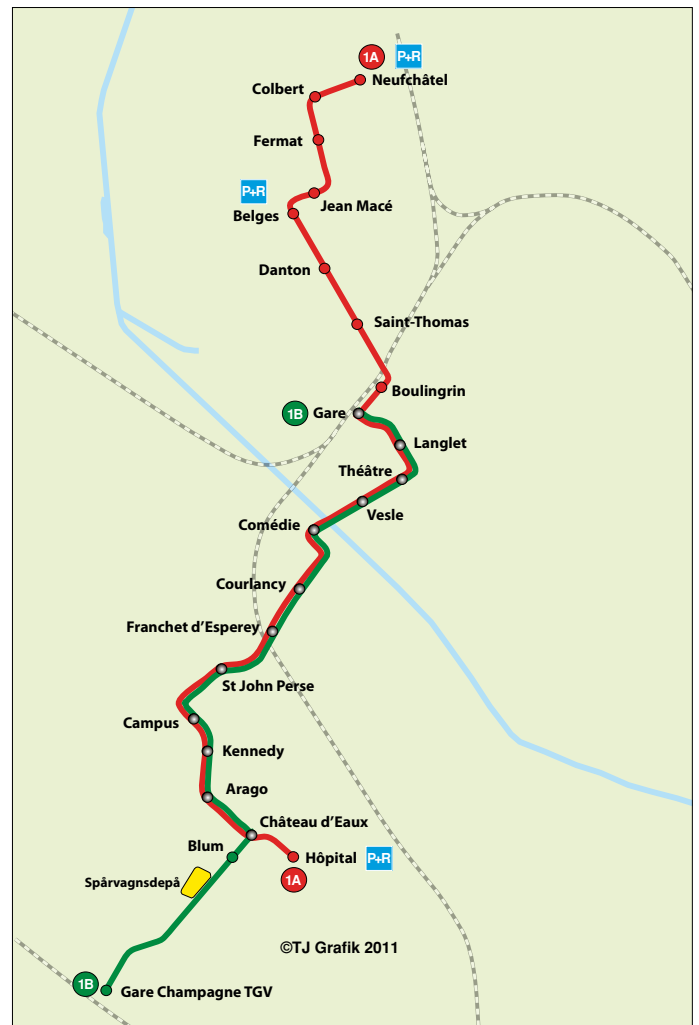 1A
P+R
Neufchâtel
Colbert
Fermat
P+R
Jean Macé
Belges
Danton
Saint-Thomas
Boulingrin
1B
Gare
Langlet
Théâtre
Vesle
Comédie
Courlancy
Franchet d'Esperey
St John Perse
Campus
Kennedy
Arago
Château d'Eaux
Blum
Hôpital
P+R
Spårvagnsdepå
1A
©TJ Grafik 2011
1B
Gare Champagne TGV